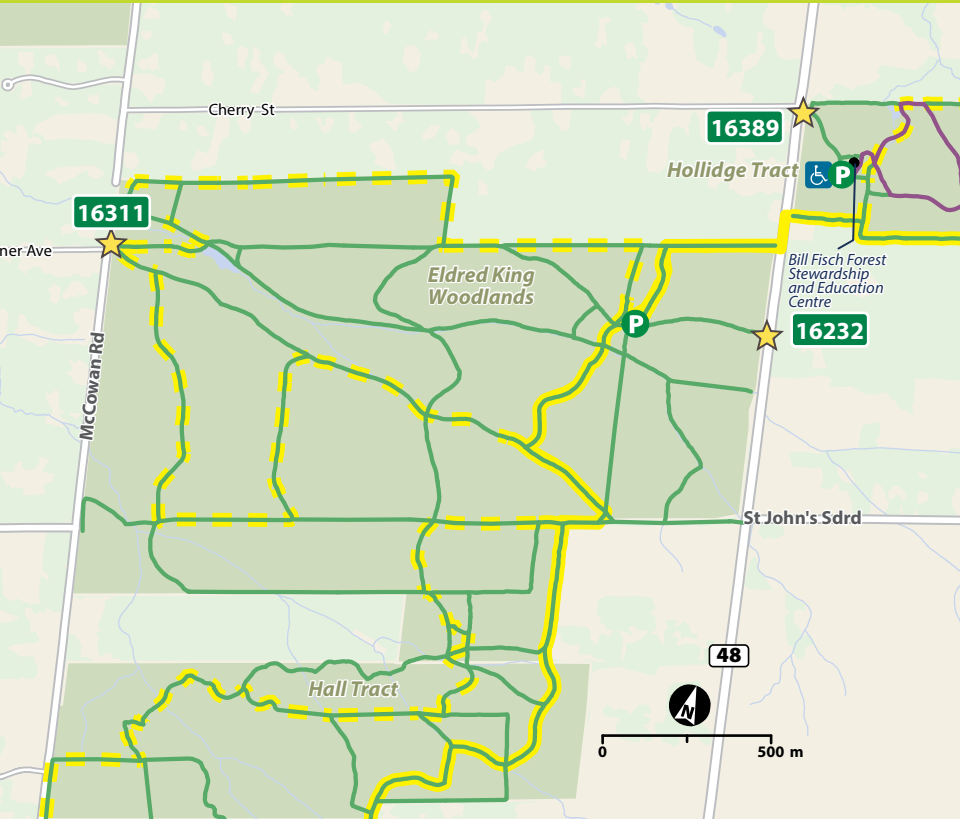 Cherry St
16389
Hollidge Tract
P
16311
ner Ave
Eldred King
Woodlands
Bill Fisch Forest
Stewardship
and Education
Centre
P
16232
McCowan Rd
St John's Sdrd
48
Hall Tract
N
0
500 m